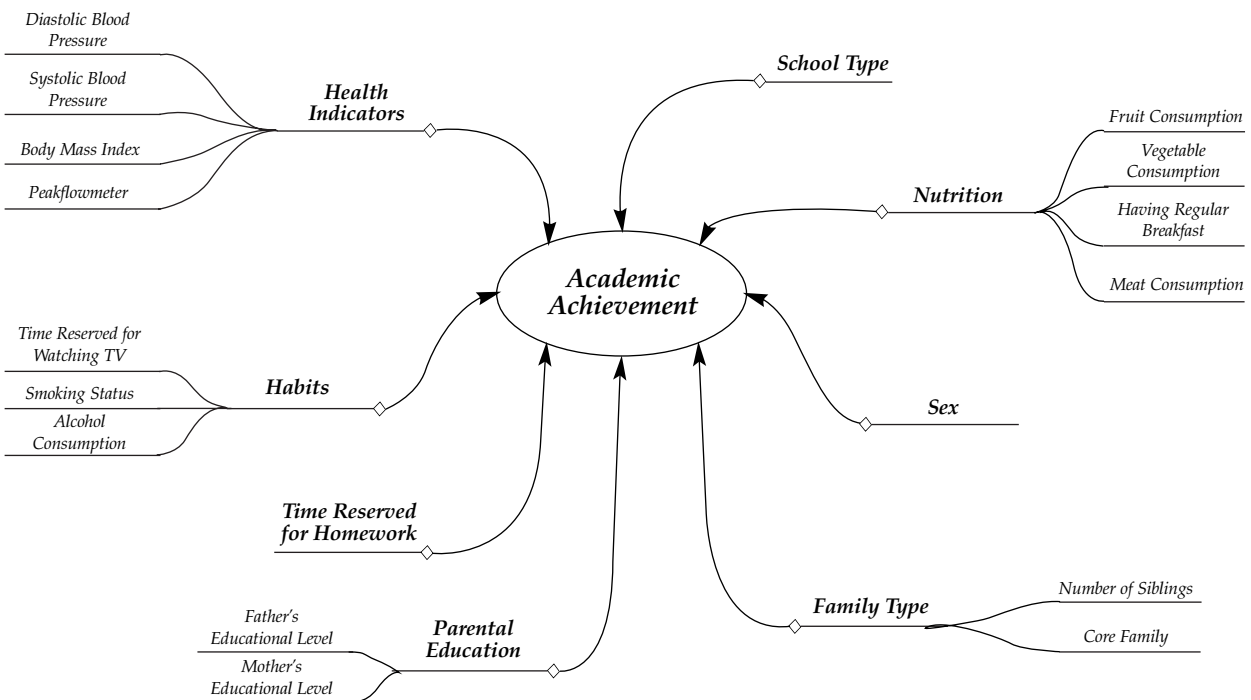 Diastolic Blood
Pressure
Systolic Blood
Pressure
Body Mass Index
Peakflowmeter
Health
Indicators
School Type
Fruit Consumption
Vegetable
Consumption
Having Regular
Breakfast
Meat Consumption
Nutrition
Academic
Achievement
Time Reserved for
Watching TV
Smoking Status
Alcohol
Consumption
Habits
Sex
Time Reserved
for Homework
Father's
Educational Level
Mother's
Educational Level
Parental
Education
Family Type
Number of Siblings
Core Family